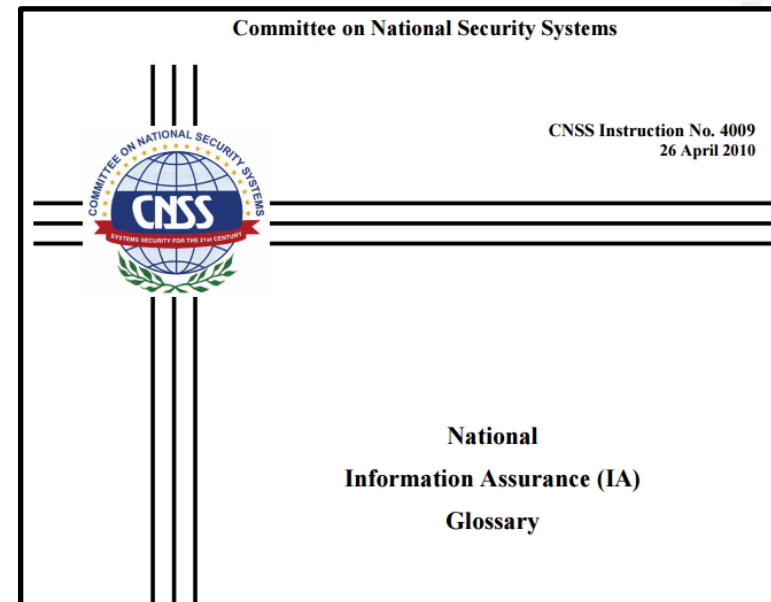 Committee on National Security Systems
CNSS Instruction No. 4009
26 April 2010
COMMITTEE ON NATIONAL SECURITY SYSTEMS
CNSS
SYSTEMS SECURITY FOR THE 21st CENTURY
National
Information Assurance (IA)
Glossary